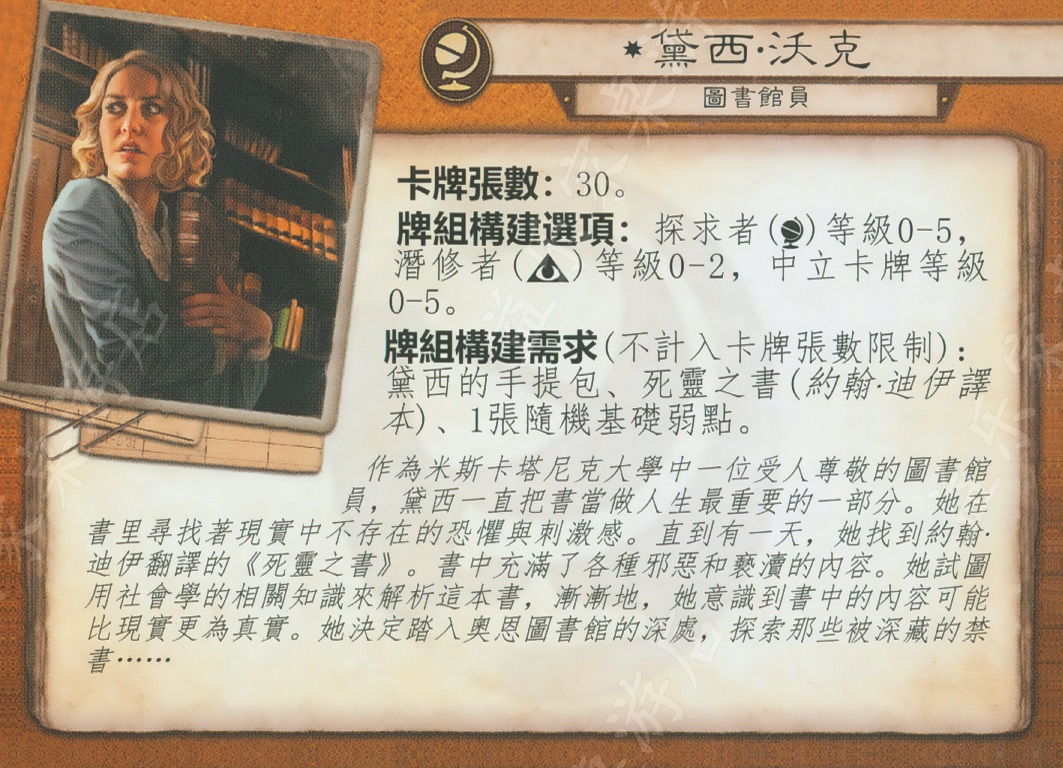 黛西·沃克
圖書館員
卡牌張數：30。
牌組構建選項：探求者()等級0-5，
潛修者()等級0-2，中立卡牌等級
0-5。
牌組構建需求(不計入卡牌張數限制)：
黛西的手提包、死靈之書(約翰·迪伊譯
本)、1張隨機基礎弱點。
作為米斯卡塔尼克大學中一位受人尊敬的圖書館
員，黛西一直把書當做人生最重要的一部分。她在
書里尋找著現實中不存在的恐懼與刺激感。直到有一天，她找到約翰·
迪伊翻譯的《死靈之書》。書中充滿了各種邪惡和褻瀆的內容。她試圖
用社會學的相關知識來解析這本書，漸漸地，她意識到書中的內容可能
比現實更為真實。她決定踏入奧恩圖書館的深處，探索那些被深藏的禁
書……